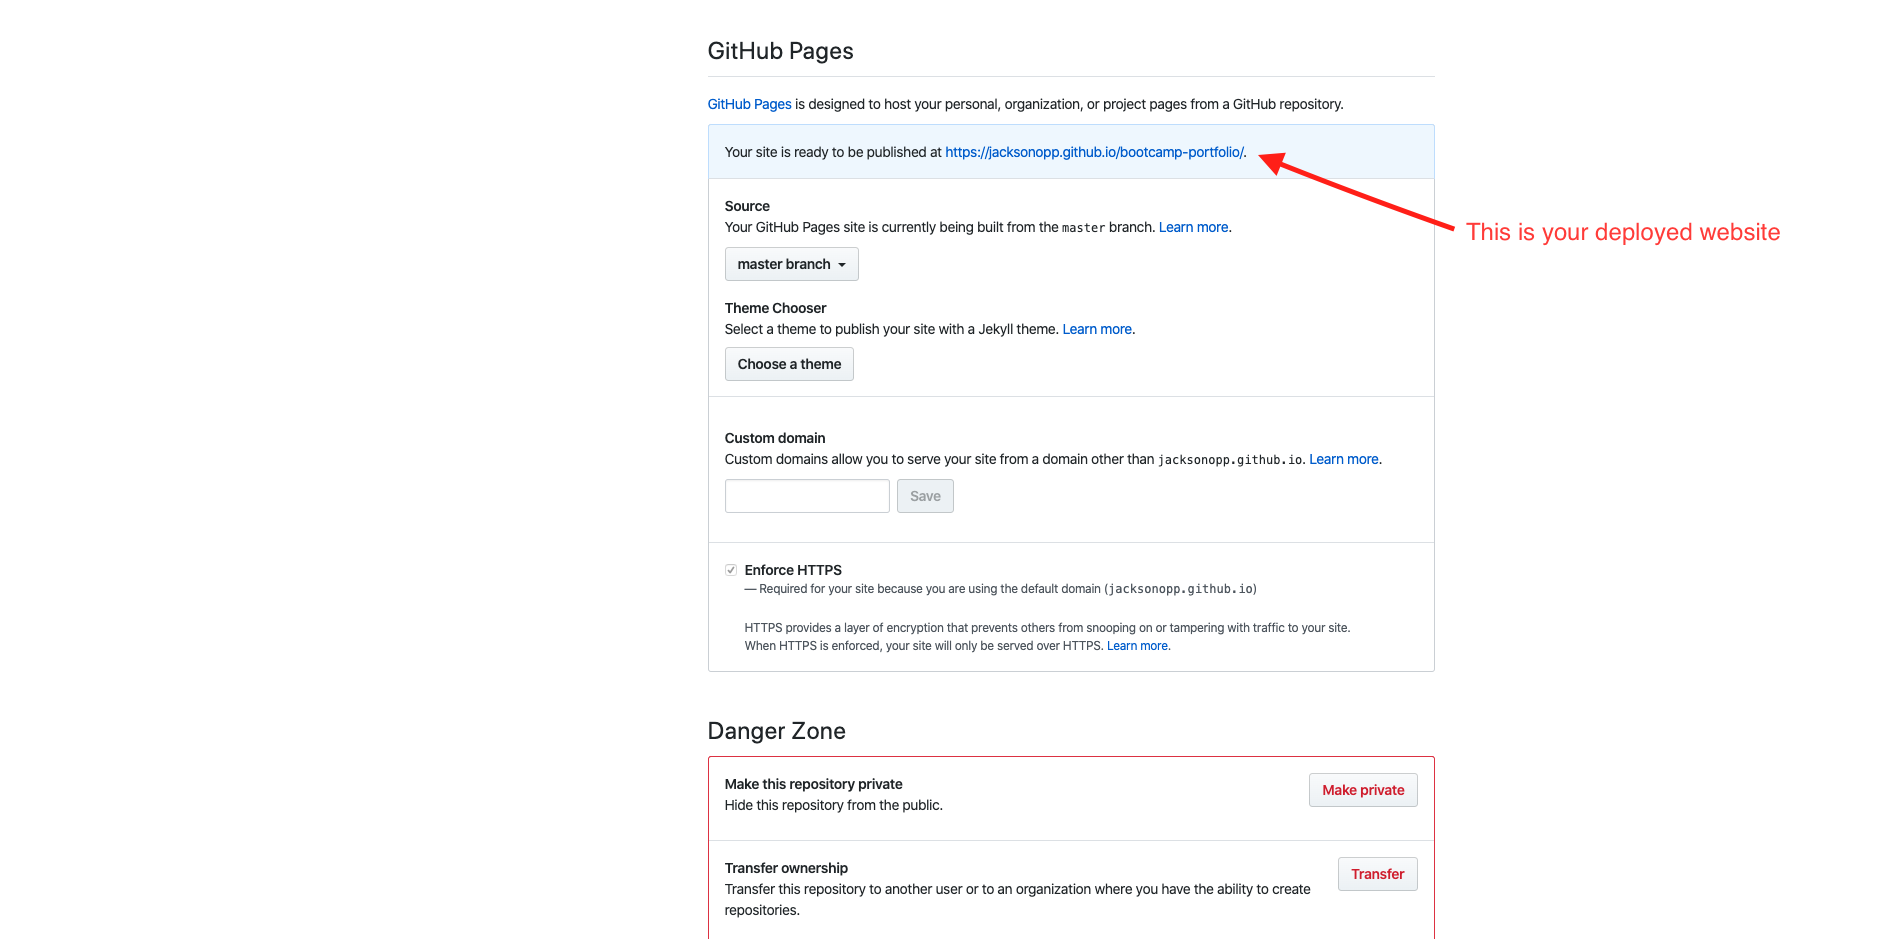 GitHub Pages
GitHub Pages is designed to host your personal, organization, or project pages from a GitHub repository.
Your site is ready to be published at https://jacksonopp.github.io/bootcamp-portfolio/.
This is your deployed website
Source
Your GitHub Pages site is currently being built from the master branch. Learn more.
master branch
Theme Chooser
Select a theme to publish your site with a Jekyll theme. Learn more.
Choose a theme
Custom domain
Custom domains allow you to serve your site from a domain other than jacksonopp.github.io. Learn more.
Save
Enforce HTTPS
— Required for your site because you are using the default domain (jacksonopp.github.io)
HTTPS provides a layer of encryption that prevents others from snooping on or tampering with traffic to your site.
When HTTPS is enforced, your site will only be served over HTTPS. Learn more.
Danger Zone
Make this repository private
Hide this repository from the public.
Make private
Transfer ownership
Transfer this repository to another user or to an organization where you have the ability to create
repositories.
Transfer